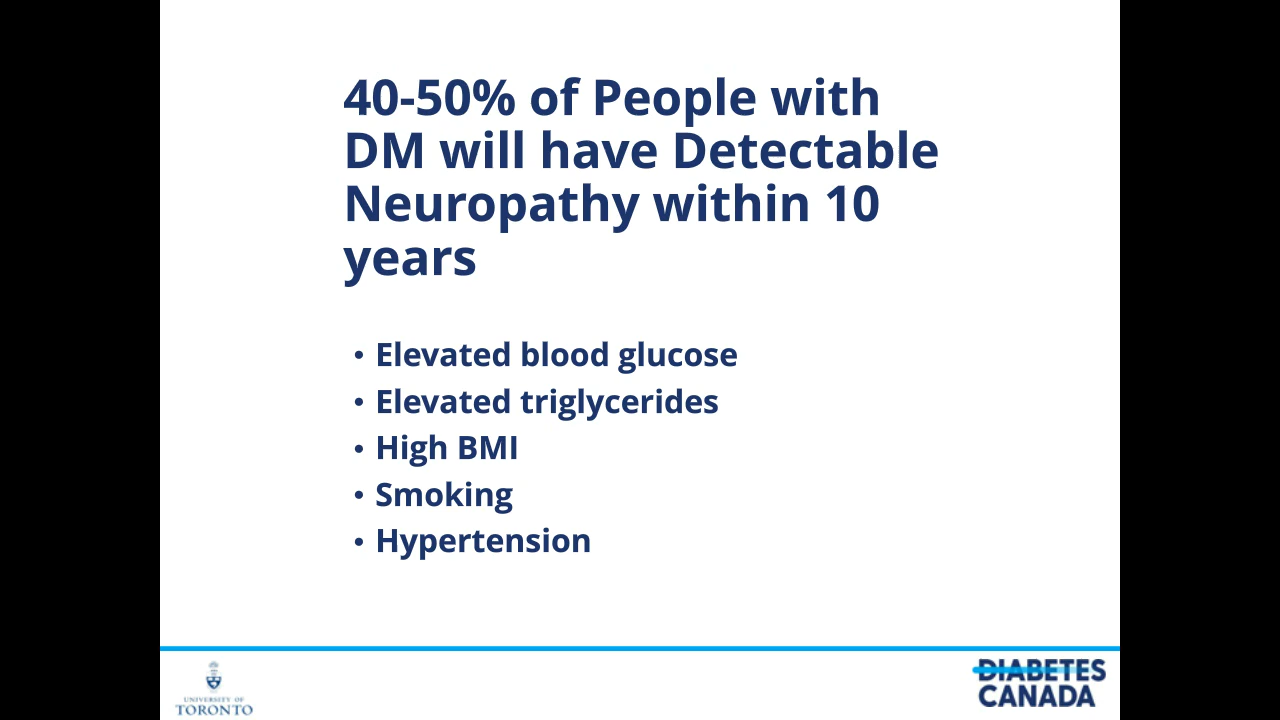 40-50% of People with
DM will have Detectable
Neuropathy within 10
years
• Elevated blood glucose
• Elevated triglycerides
• High BMI
• Smoking
• Hypertension
UNIVERSITY OF
TORONTO
DIABETES
CANADA